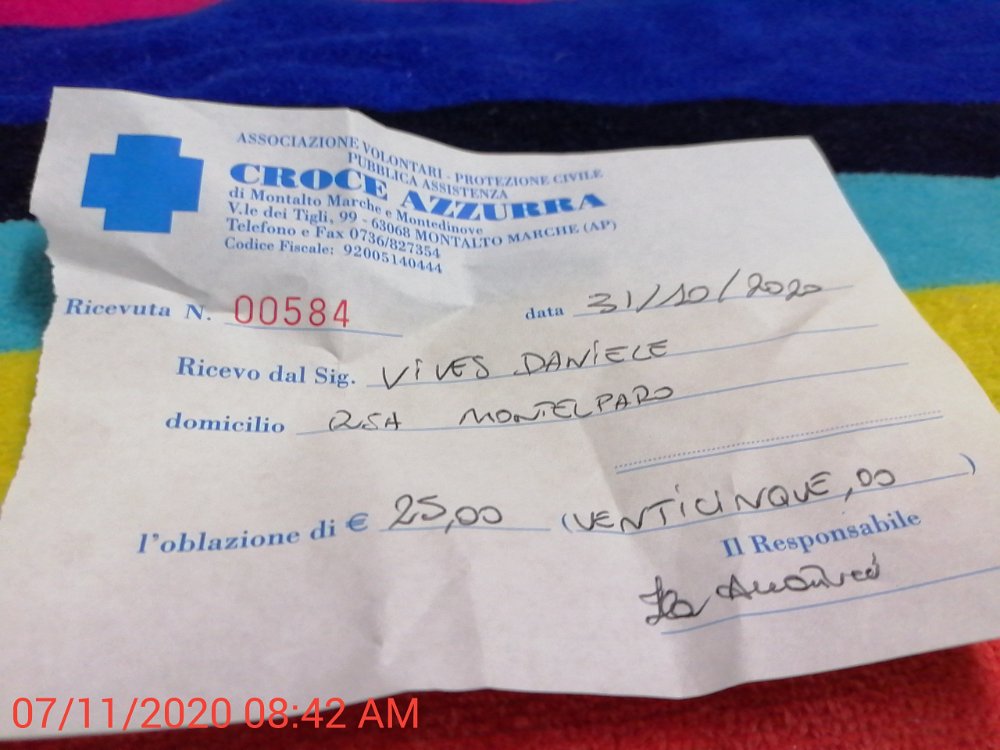 ASSOCIAZIONE VOLONTARI - PROTEZIONE CIVILE
PUBBLICA ASSISTENZA
CROCE AZZURRA
di Montalto Marche e Montedinove
V.le dei Tigli, 99 - 63068 MONTALTO MARCHE (AP)
Telefono e Fax 0736/827354
Codice Fiscale: 92005140444
Ricevuta N. 00584 data 31/10/2020
Ricevo dal Sig. VIVES DANIELE
domicilio RSA MONTELPARO
l'oblazione di € 25,00 (VENTICINQUE,00)
Il Responsabile
07/11/2020 08:42 AM